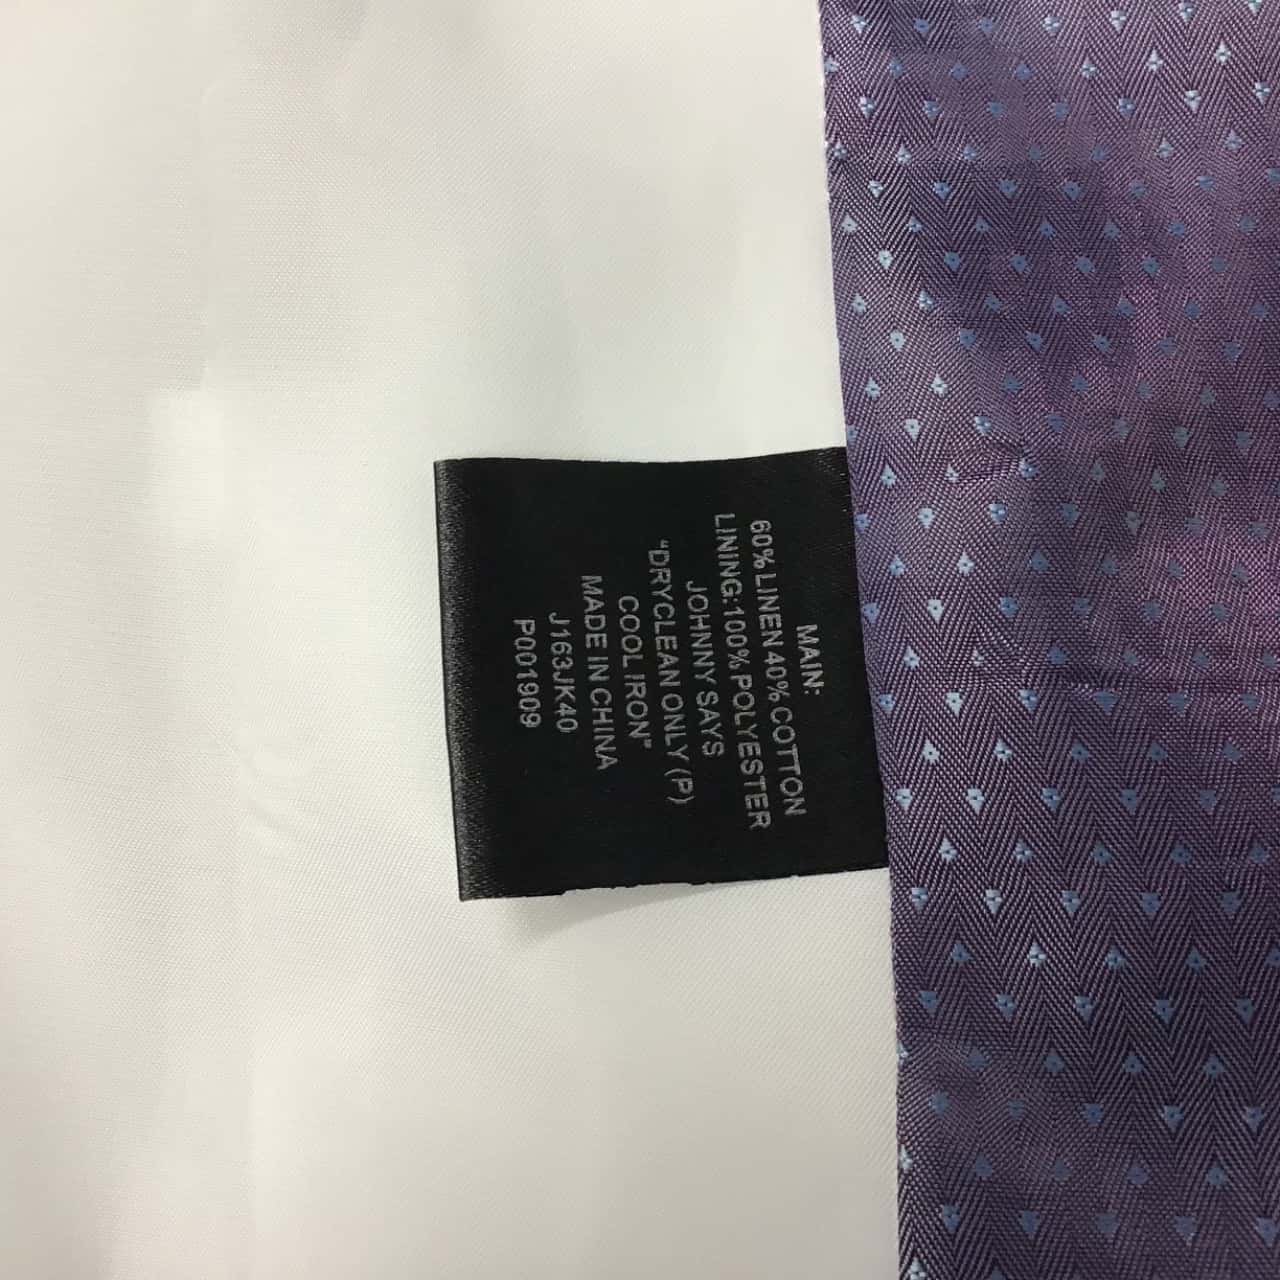 MAIN:
60% LINEN 40% COTTON
LINING:100% POLYESTER
JOHNNY SAYS
"DRYCLEAN ONLY (P)
COOL IRON"
MADE IN CHINA
J163JK40
P001909